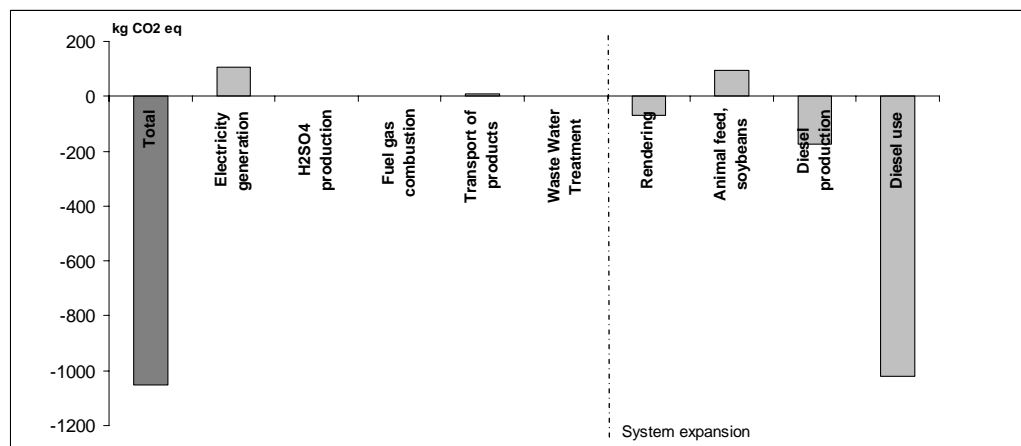 kg CO2 eq
200
0
-200
-400
-600
-800
-1000
-1200
Total
Electricity
generation
H2SO4
production
Fuel gas
combustion
Transport of
products
Waste Water
Treatment
Rendering
Animal feed,
soybeans
Diesel
production
Diesel use
System expansion